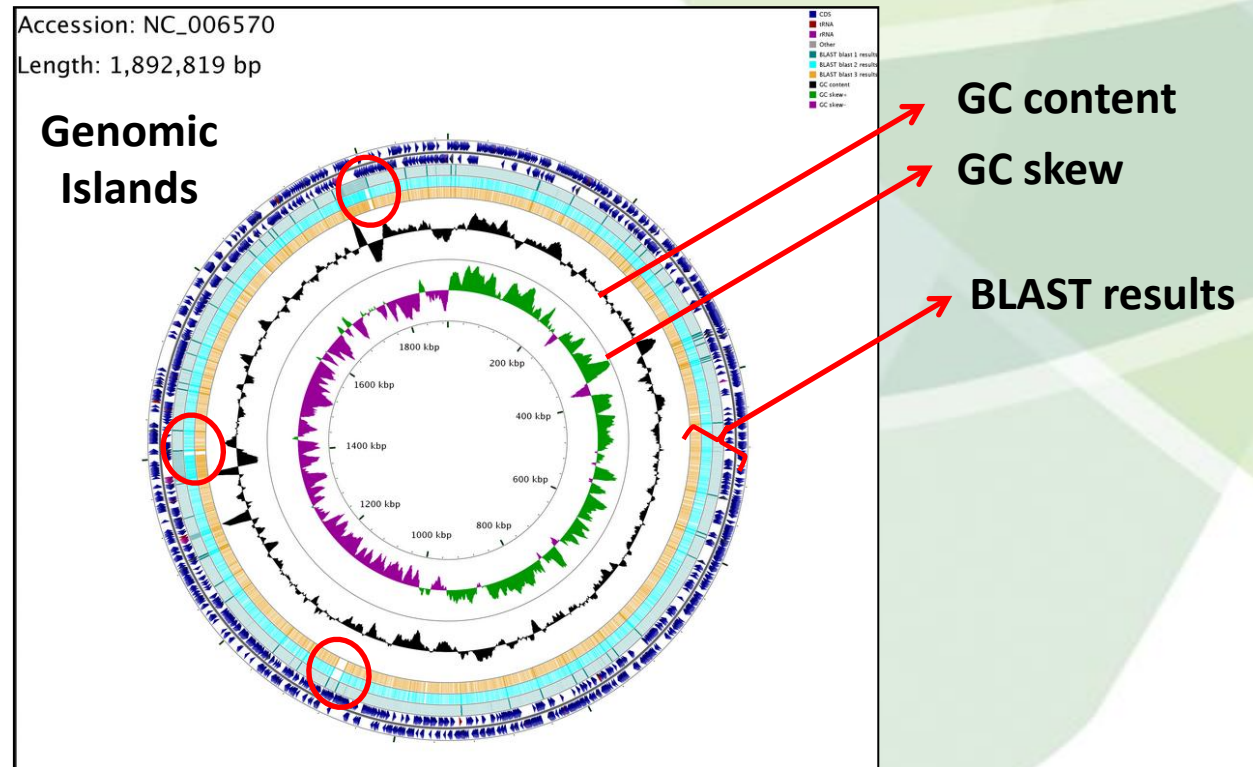 Accession: NC_006570
Length: 1,892,819 bp
Genomic
Islands
CDS
tRNA
rRNA
Other
BLAST blast 1 results
BLAST blast 2 results
BLAST blast 3 results
GC content
GC skew+
GC skew-
GC content
GC skew
BLAST results
200 kbp
400 kbp
600 kbp
800 kbp
1000 kbp
1200 kbp
1400 kbp
1600 kbp
1800 kbp